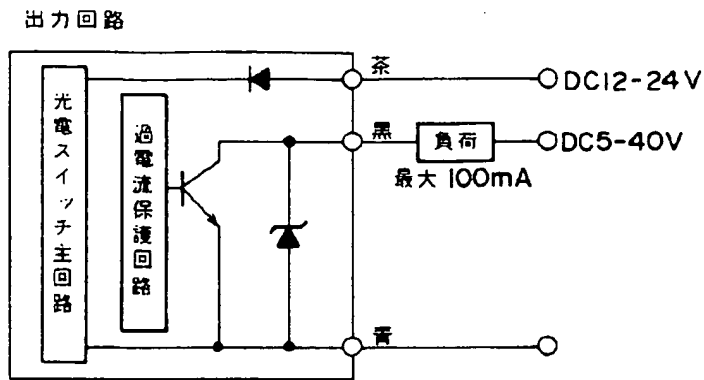 出力回路
茶
DC12-24V
光電スイッチ主回路
過電流保護回路
黒
負荷
DC5-40V
最大 100mA
青